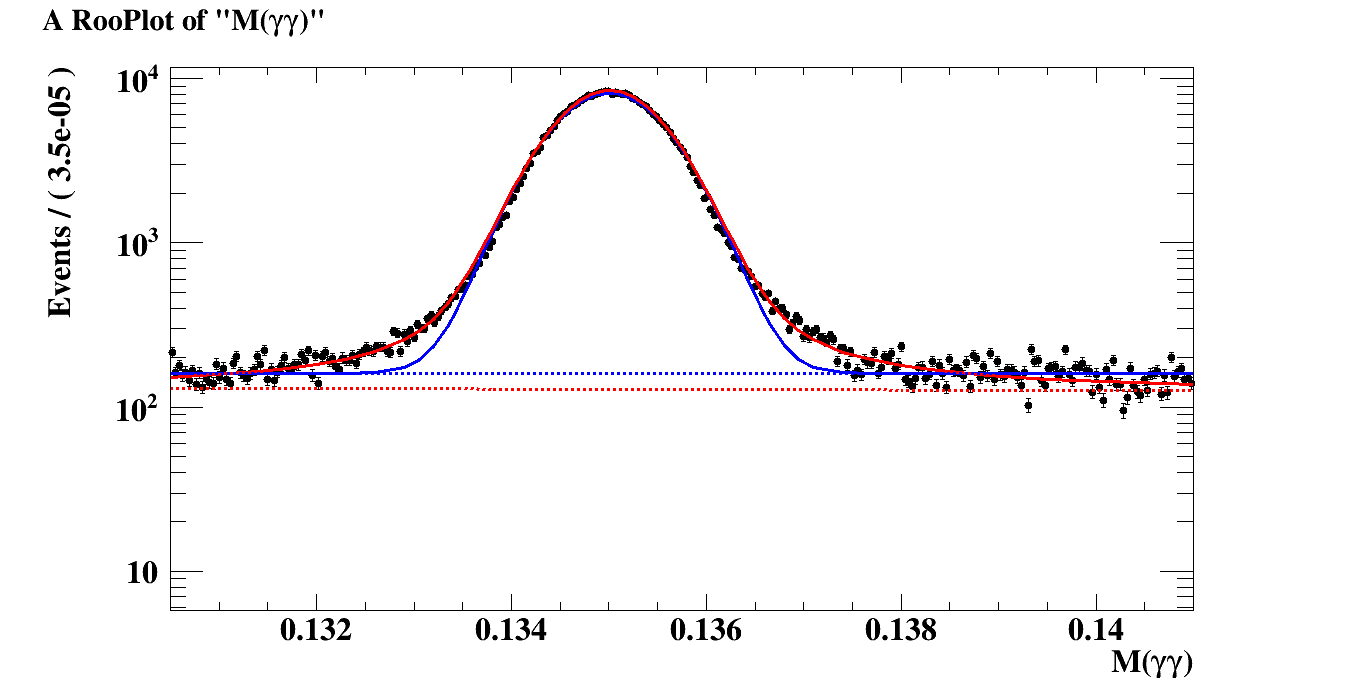 A RooPlot of "M(γγ)"
Events / ( 3.5e-05 )
10⁴
10³
10²
10
0.132 0.134 0.136 0.138 0.14
M(γγ)